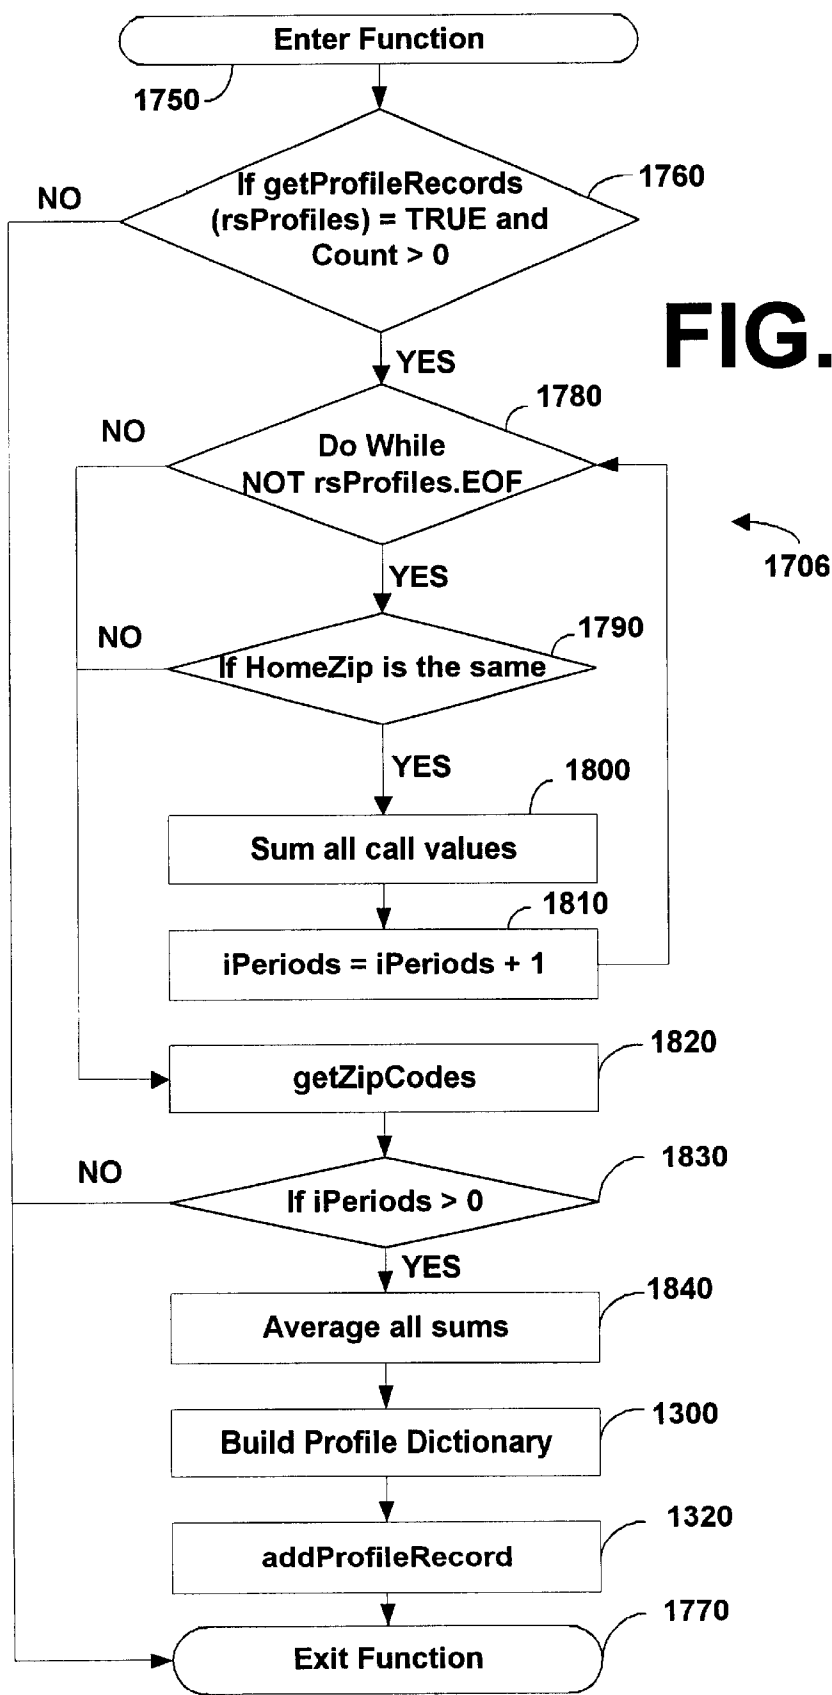 Enter Function
1750
If getProfileRecords
(rsProfiles) = TRUE and
Count > 0
1760
NO
FIG.
YES
1780
NO
Do While
NOT rsProfiles.EOF
1706
YES
1790
NO
If HomeZip is the same
YES
1800
Sum all call values
1810
iPeriods = iPeriods + 1
1820
getZipCodes
1830
NO
If iPeriods > 0
YES
1840
Average all sums
1300
Build Profile Dictionary
1320
addProfileRecord
1770
Exit Function